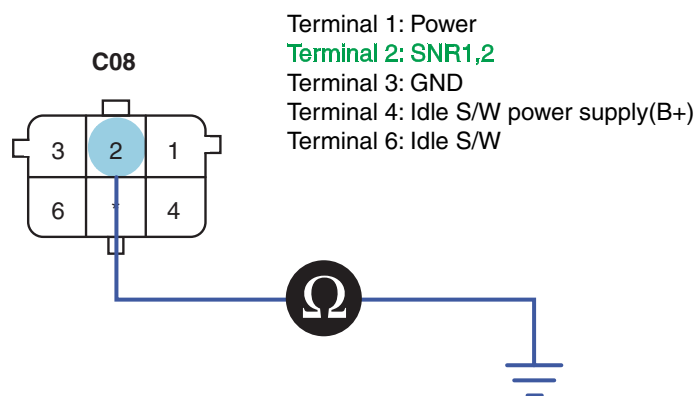 Terminal 1: Power
Terminal 2: SNR1,2
C08
Terminal 3: GND
Terminal 4: Idle S/W power supply(B+)
Terminal 6: Idle S/W
3 2 1
6 * 4
Ω